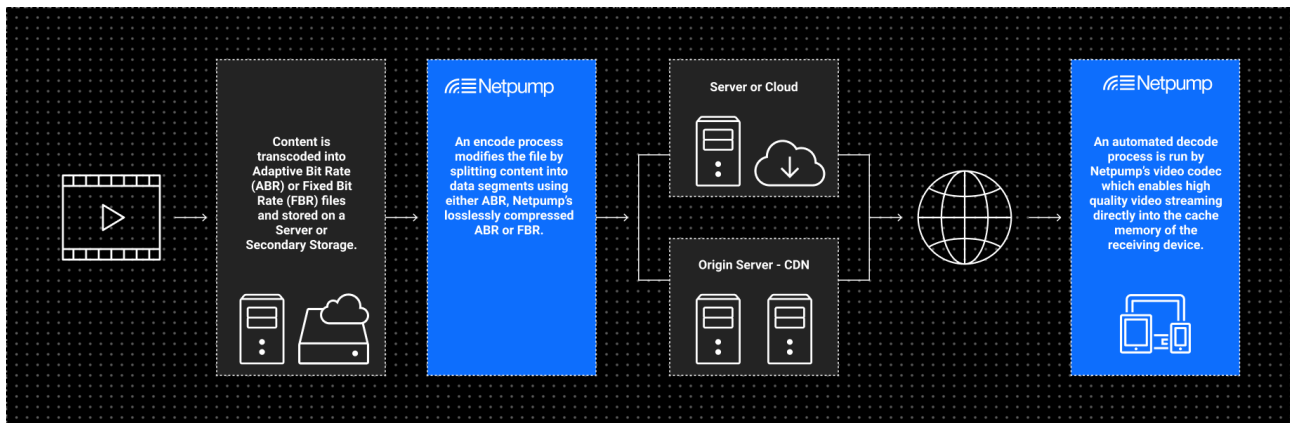 Content is
transcoded into
Adaptive Bit Rate
(ABR) or Fixed Bit
Rate (FBR) files
and stored on a
Server or
Secondary Storage.
Netpump
An encode process
modifies the file by
splitting content into
data segments using
either ABR, Netpump's
losslessly compressed
ABR or FBR.
Server or Cloud
Origin Server - CDN
Netpump
An automated decode
process is run by
Netpump's video codec
which enables high
quality video streaming
directly into the cache
memory of the
receiving device.